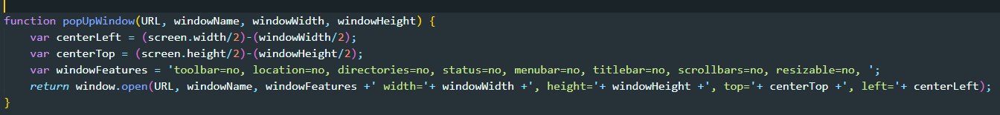 function popUpWindow(URL, windowName, windowWidth, windowHeight) {
    var centerLeft = (screen.width/2)-(windowWidth/2);
    var centerTop = (screen.height/2)-(windowHeight/2);
    var windowFeatures = 'toolbar=no, location=no, directories=no, status=no, menubar=no, titlebar=no, scrollbars=no, resizable=no, ';
    return window.open(URL, windowName, windowFeatures +' width='+ windowWidth +', height='+ windowHeight +', top='+ centerTop +', left='+ centerLeft);
}